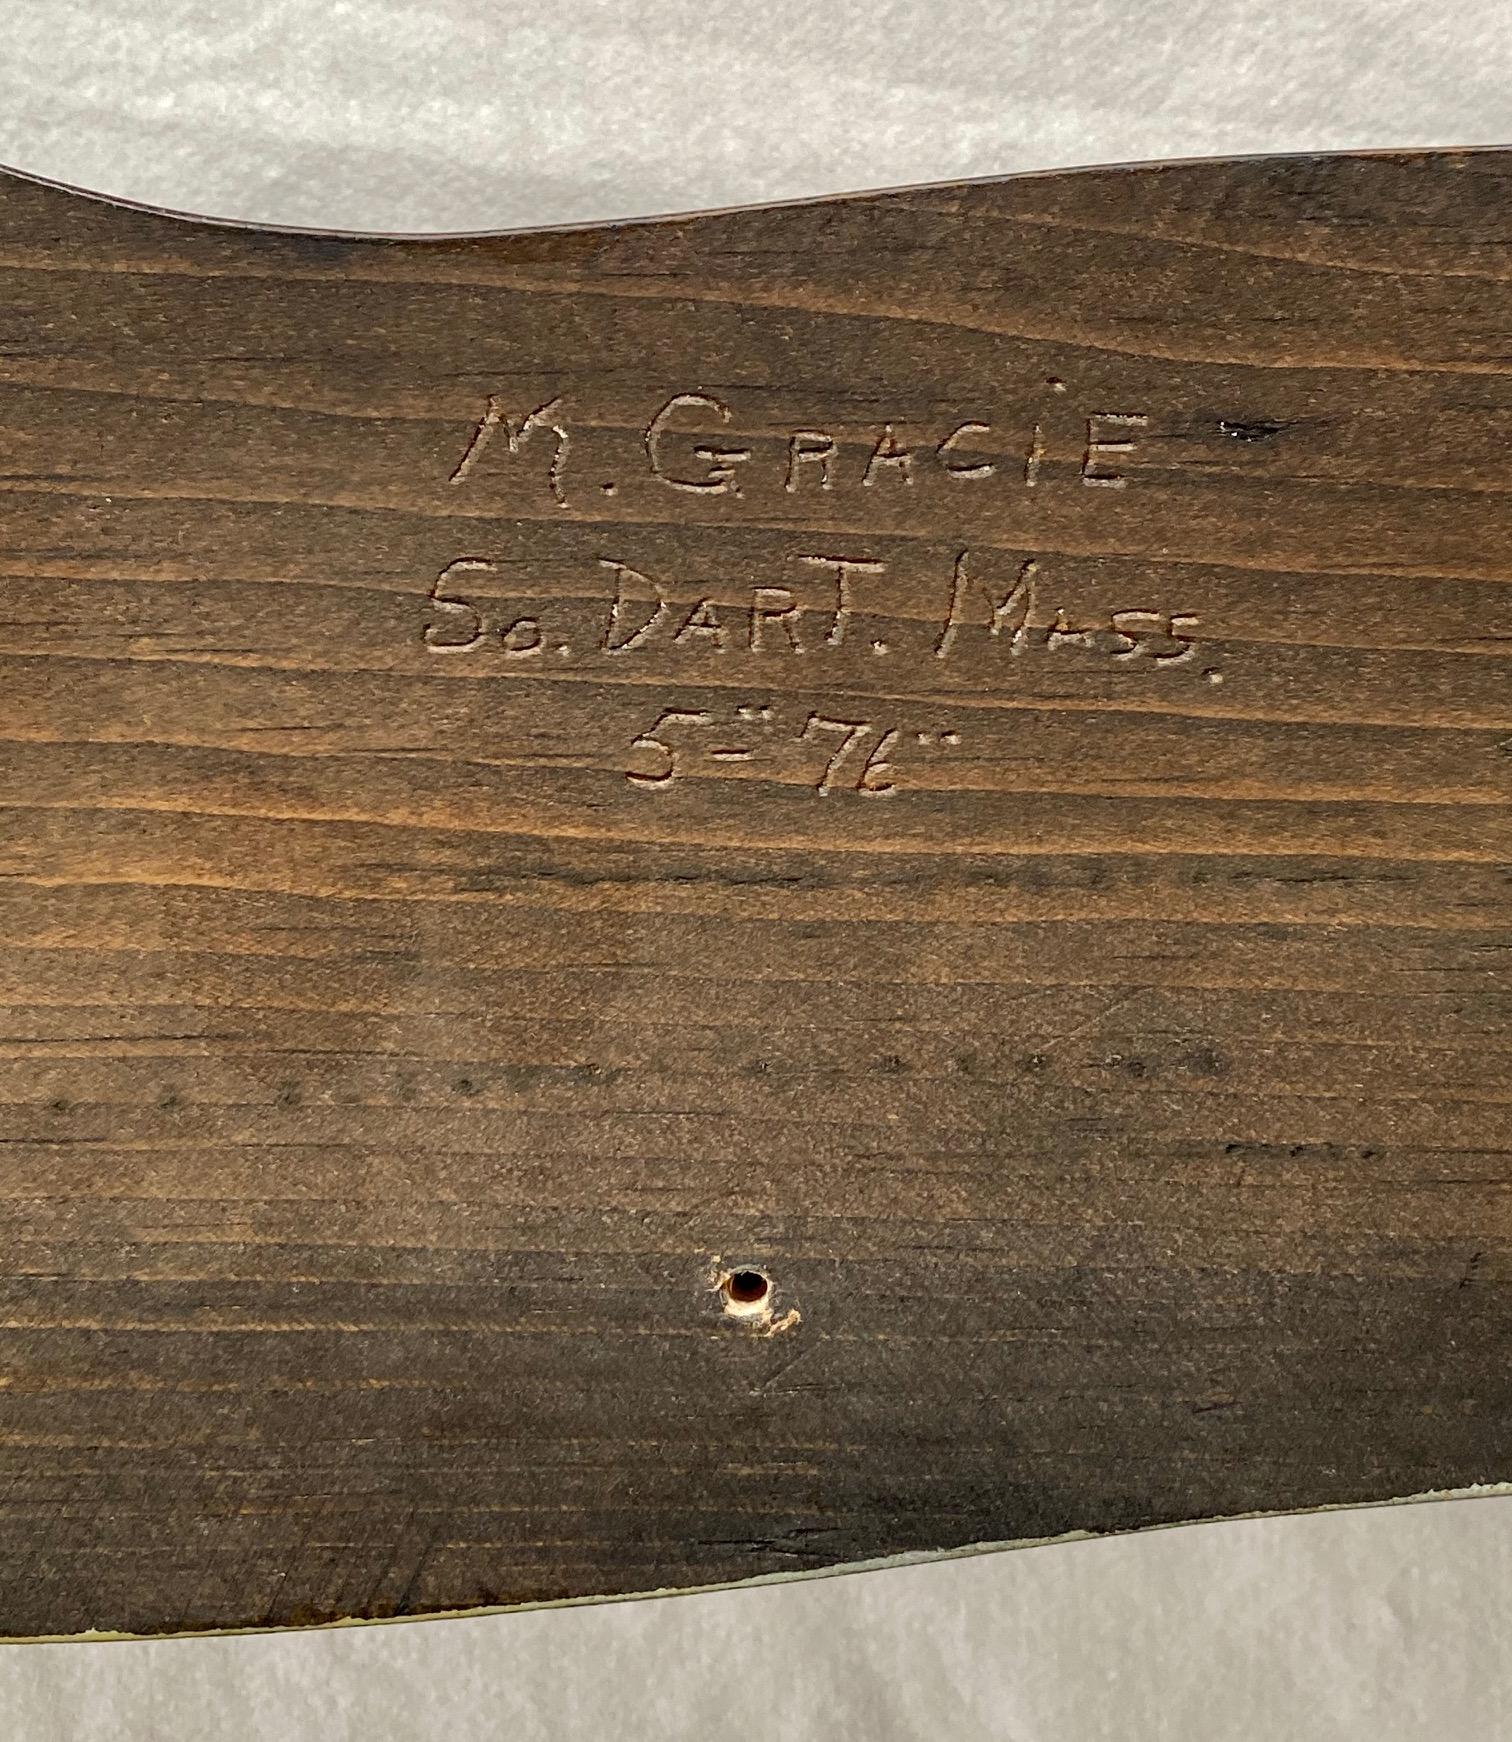 M. GRACiE
So. DART. MASS.
5-"76"